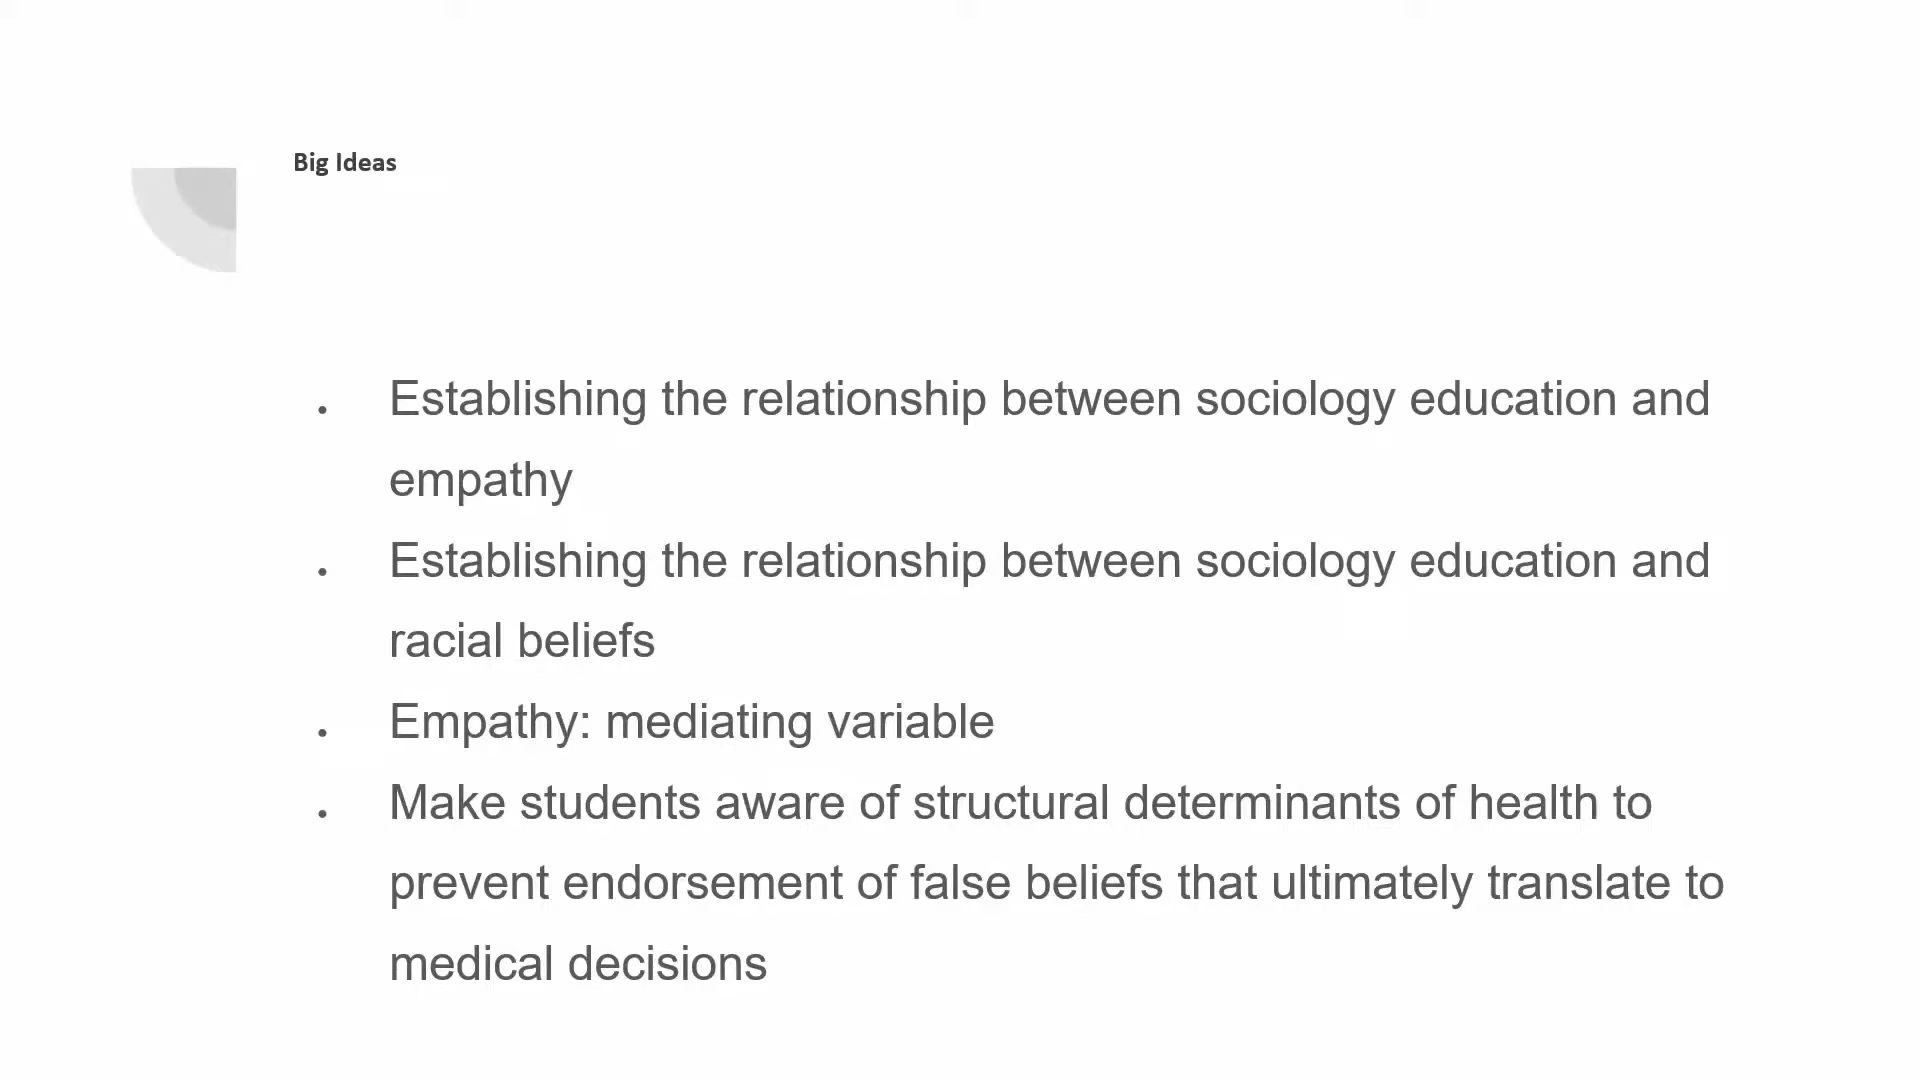 Big Ideas
• Establishing the relationship between sociology education and
empathy
• Establishing the relationship between sociology education and
racial beliefs
• Empathy: mediating variable
• Make students aware of structural determinants of health to
prevent endorsement of false beliefs that ultimately translate to
medical decisions